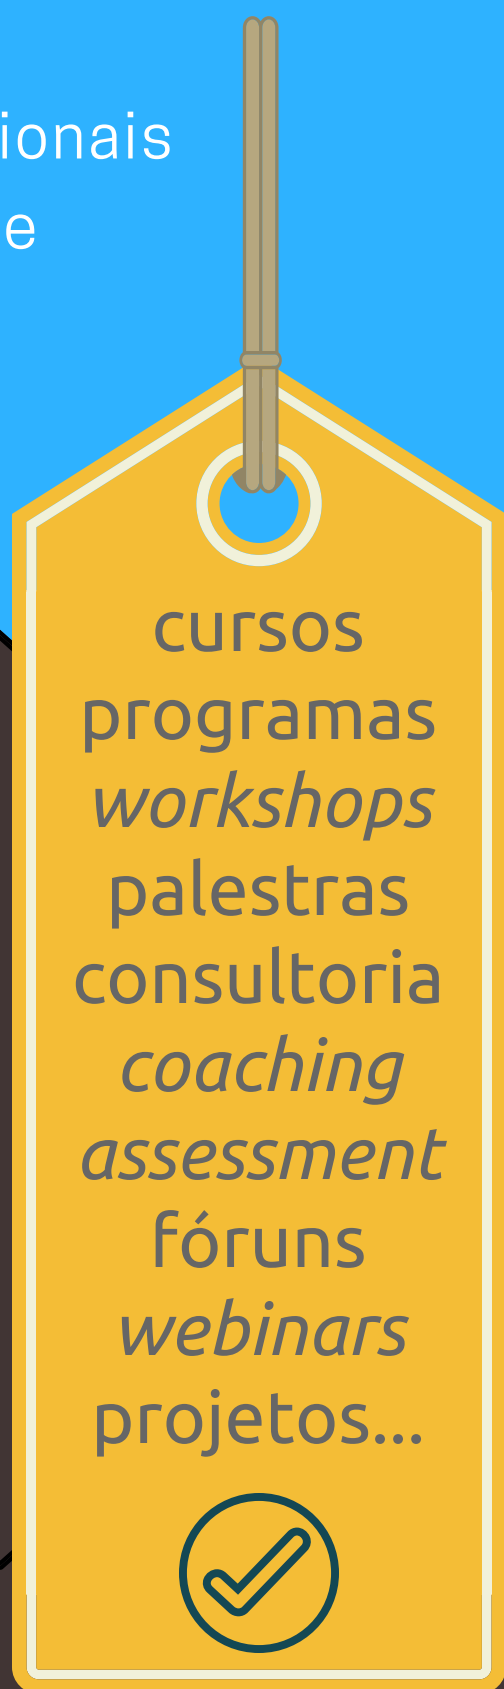 ionais
e
cursos
programas
workshops
palestras
consultoria
coaching
assessment
fóruns
webinars
projetos...